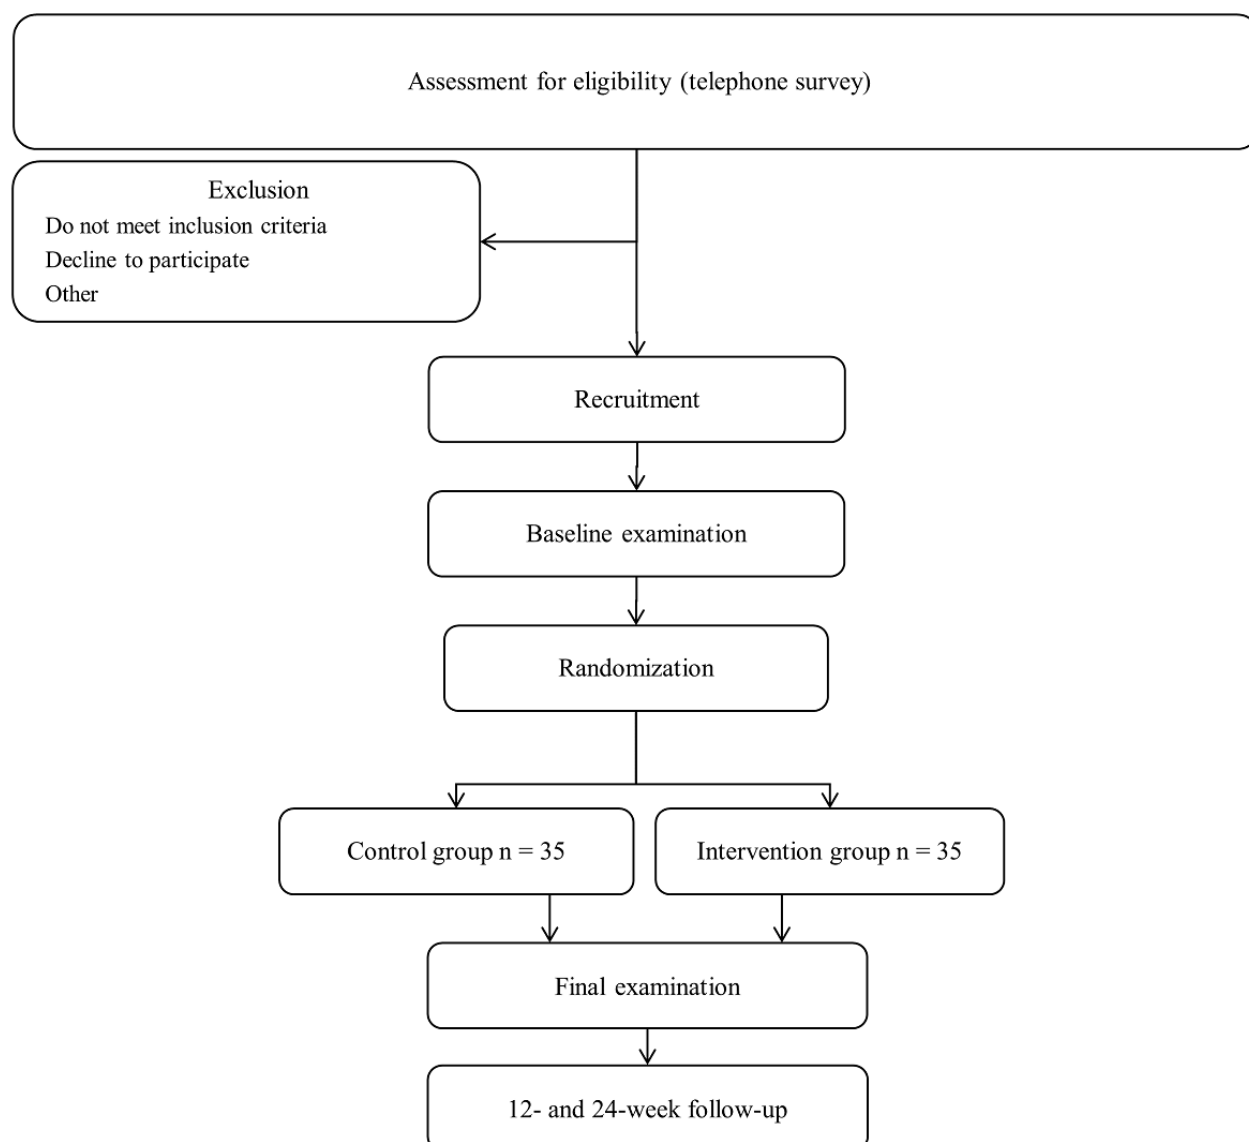 Assessment for eligibility (telephone survey)
Exclusion
Do not meet inclusion criteria
Decline to participate
Other
Recruitment
Baseline examination
Randomization
Control group n = 35
Intervention group n = 35
Final examination
12- and 24-week follow-up